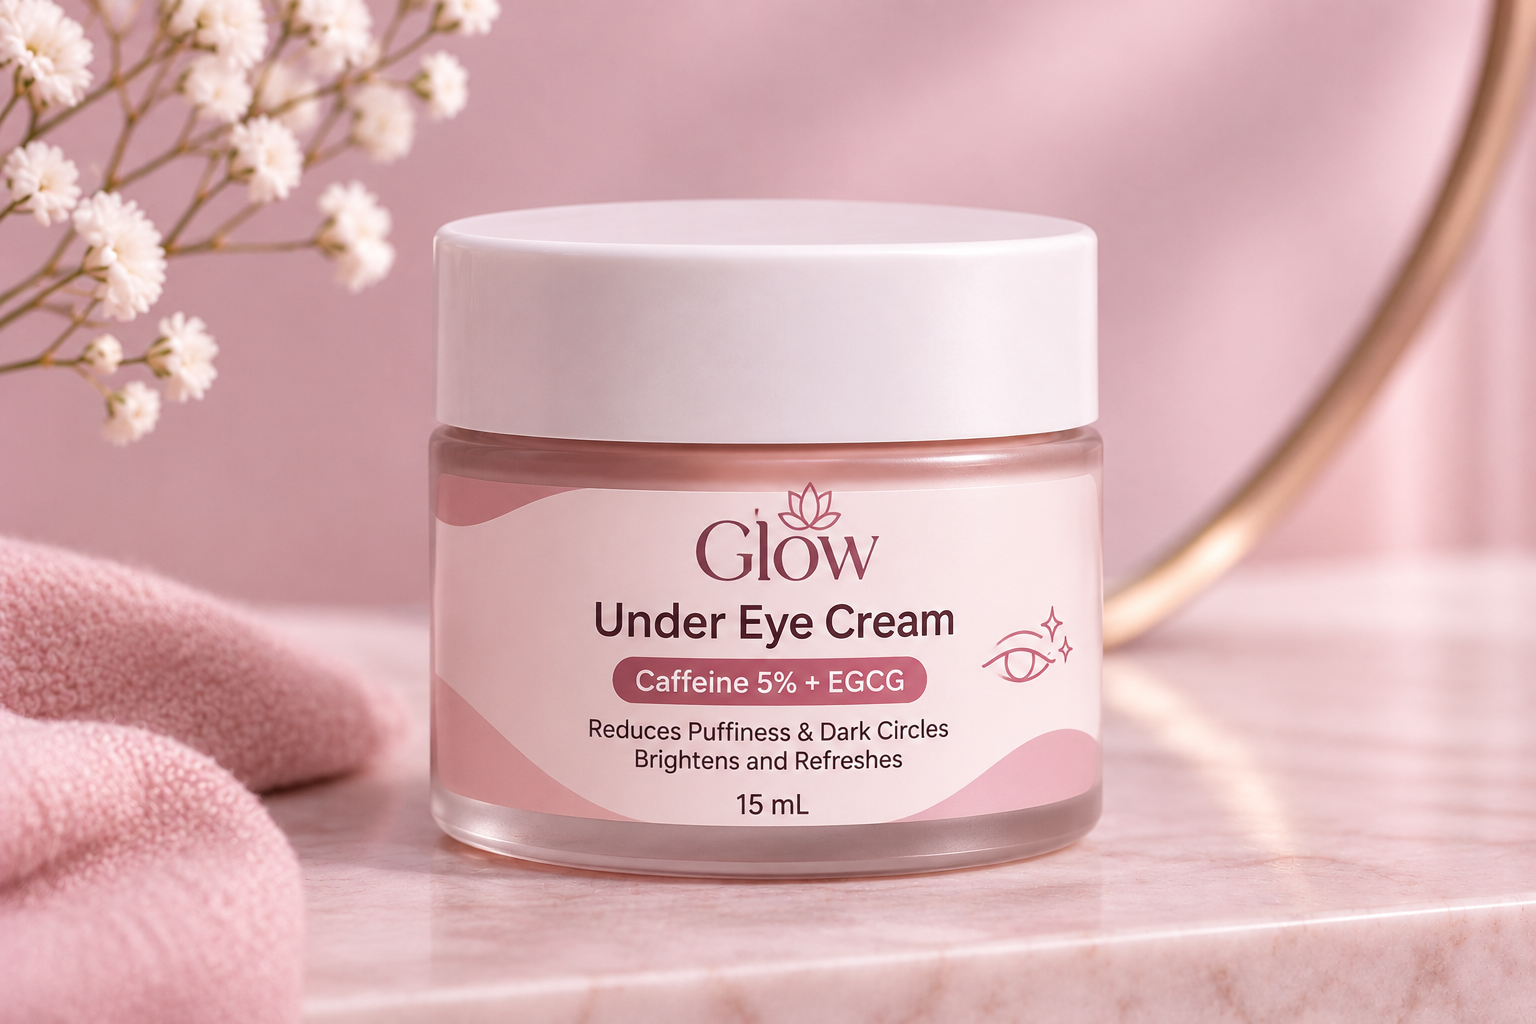 Glow
Under Eye Cream
Caffeine 5% + EGCG
Reduces Puffiness & Dark Circles
Brightens and Refreshes
15 mL